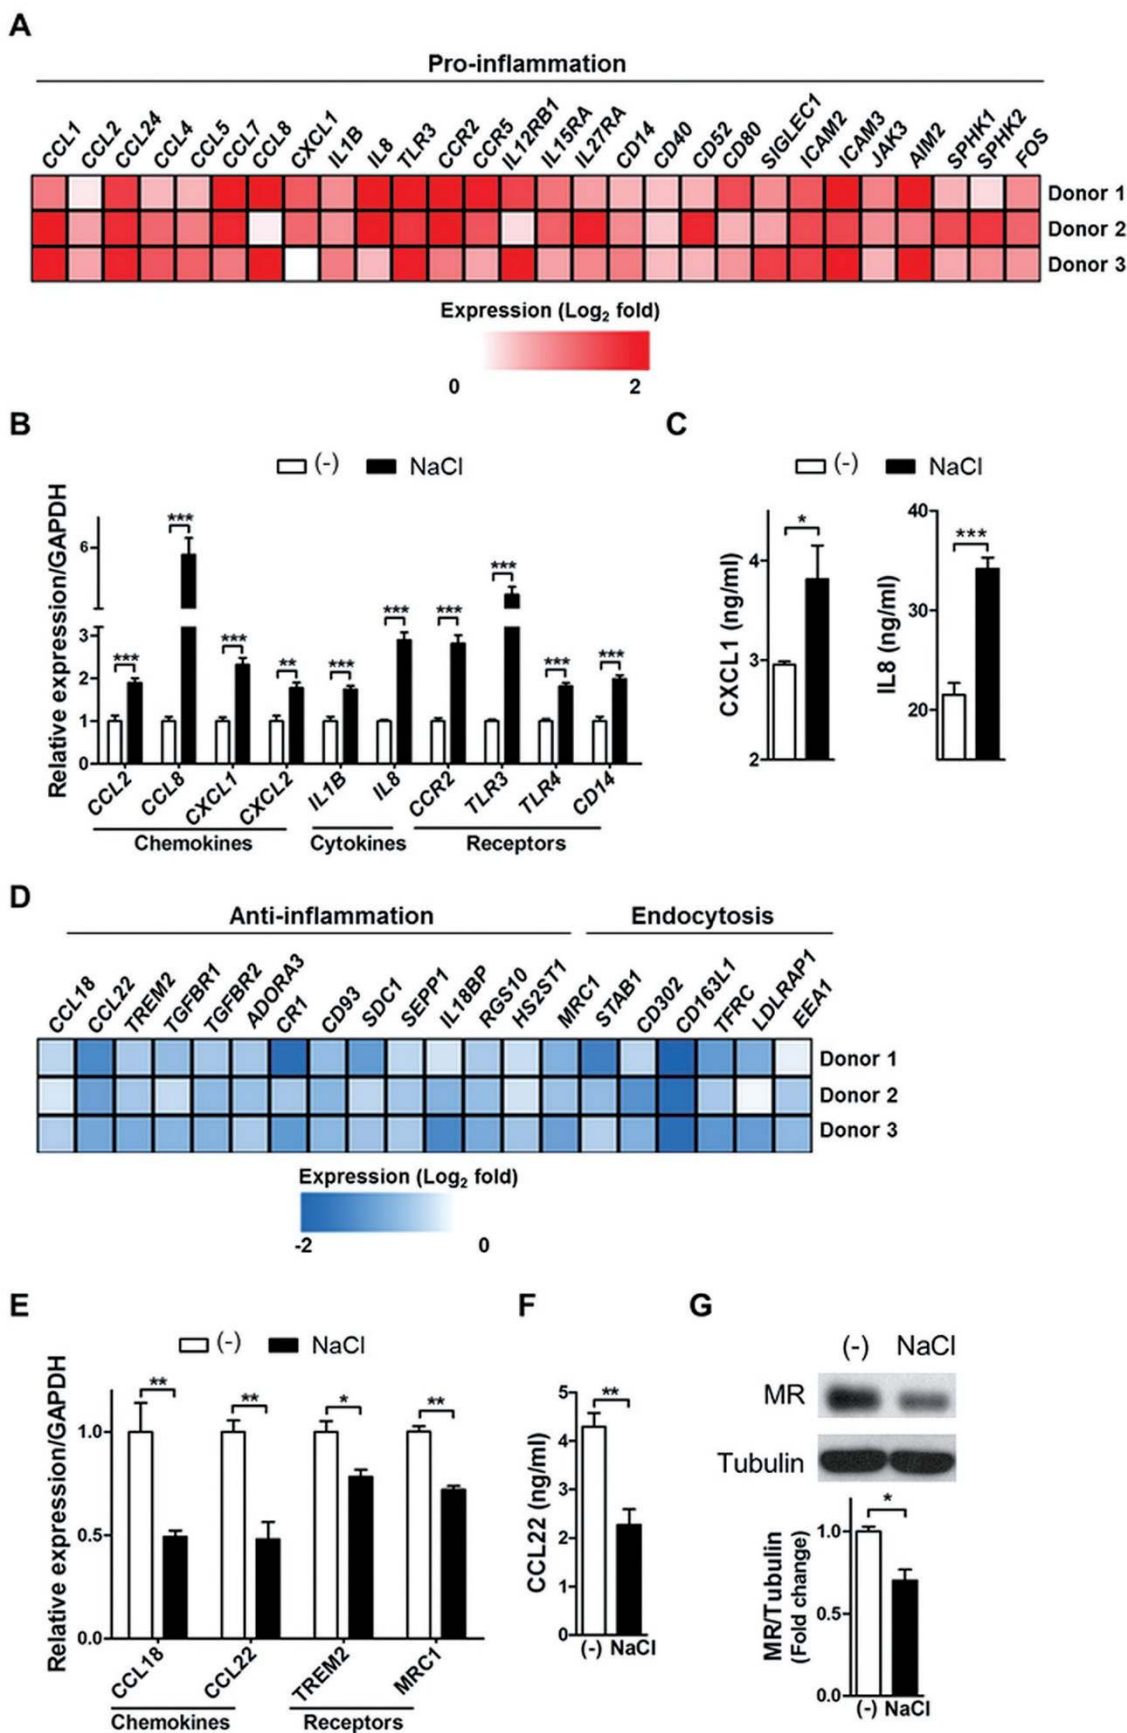 A
Pro-inflammation
CCL1 CCL2 CCL24 CCL4 CCL5 CCL7 CCL8 CXCL1 IL1B IL8 TLR3 CCR2 CCR5 IL12RB1 IL15RA IL27RA CD14 CD40 CD52 CD80 SIGLEC1 ICAM2 ICAM3 JAK3 AIM2 SPHK1 SPHK2 FOS
Donor 1
Donor 2
Donor 3
Expression (Log2 fold)
0 2
B
(-) NaCl
Relative expression/GAPDH
6
3
2
1
0
*** *** *** ** *** *** *** *** *** ***
CCL2 CCL8 CXCL1 CXCL2 IL1B IL8 CCR2 TLR3 TLR4 CD14
Chemokines Cytokines Receptors
C
(-) NaCl
CXCL1 (ng/ml)
4
3
2
*
IL8 (ng/ml)
40
30
20
***
D
Anti-inflammation Endocytosis
CCL18 CCL22 TREM2 TGFBR1 TGFBR2 ADORA3 CR1 CD93 SDC1 SEPP1 IL18BP RGS10 HS2ST1 MRC1 STAB1 CD302 CD163L1 TFRC LDLRAP1 EEA1
Donor 1
Donor 2
Donor 3
Expression (Log2 fold)
-2 0
E
(-) NaCl
Relative expression/GAPDH
1.0
0.5
0.0
** ** * **
CCL18 CCL22 TREM2 MRC1
Chemokines Receptors
F
CCL22 (ng/ml)
5
4
3
2
1
0
**
(-) NaCl
G
(-) NaCl
MR
Tubulin
MR/Tubulin
(Fold change)
1.0
0.5
0.0
*
(-) NaCl